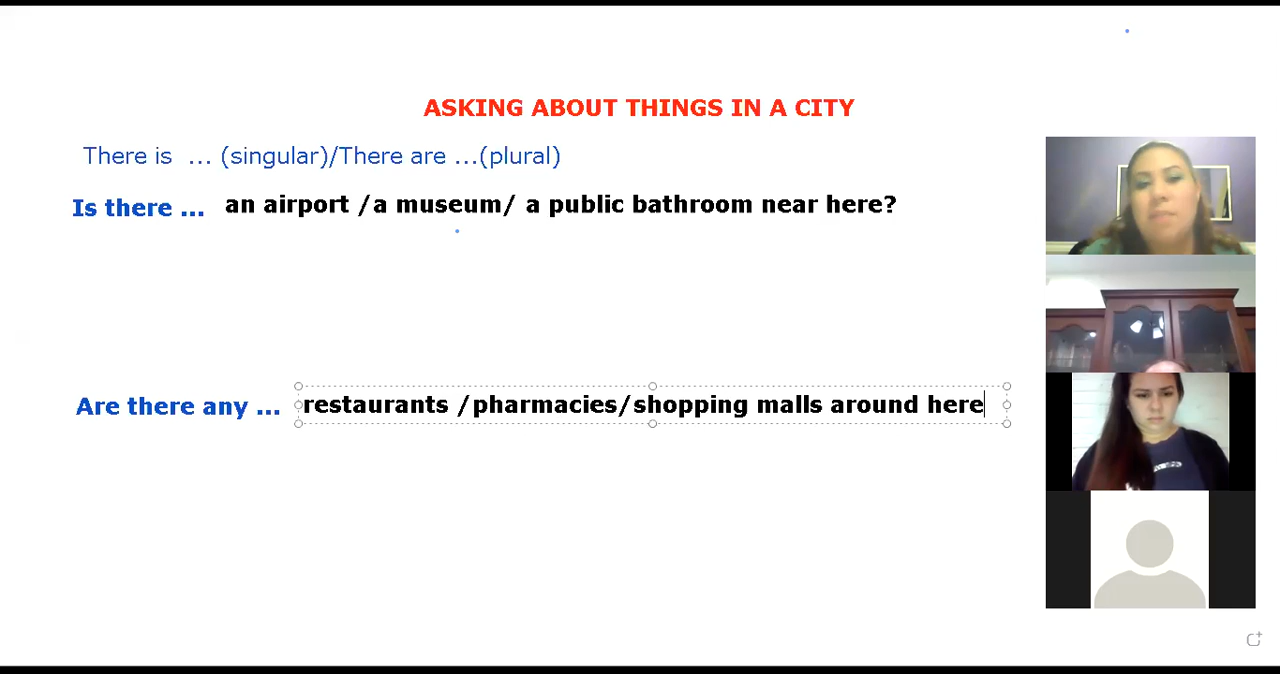 ASKING ABOUT THINGS IN A CITY
There is ... (singular)/There are ...(plural)
Is there ... an airport /a museum/ a public bathroom near here?
Are there any ... restaurants /pharmacies/shopping malls around here